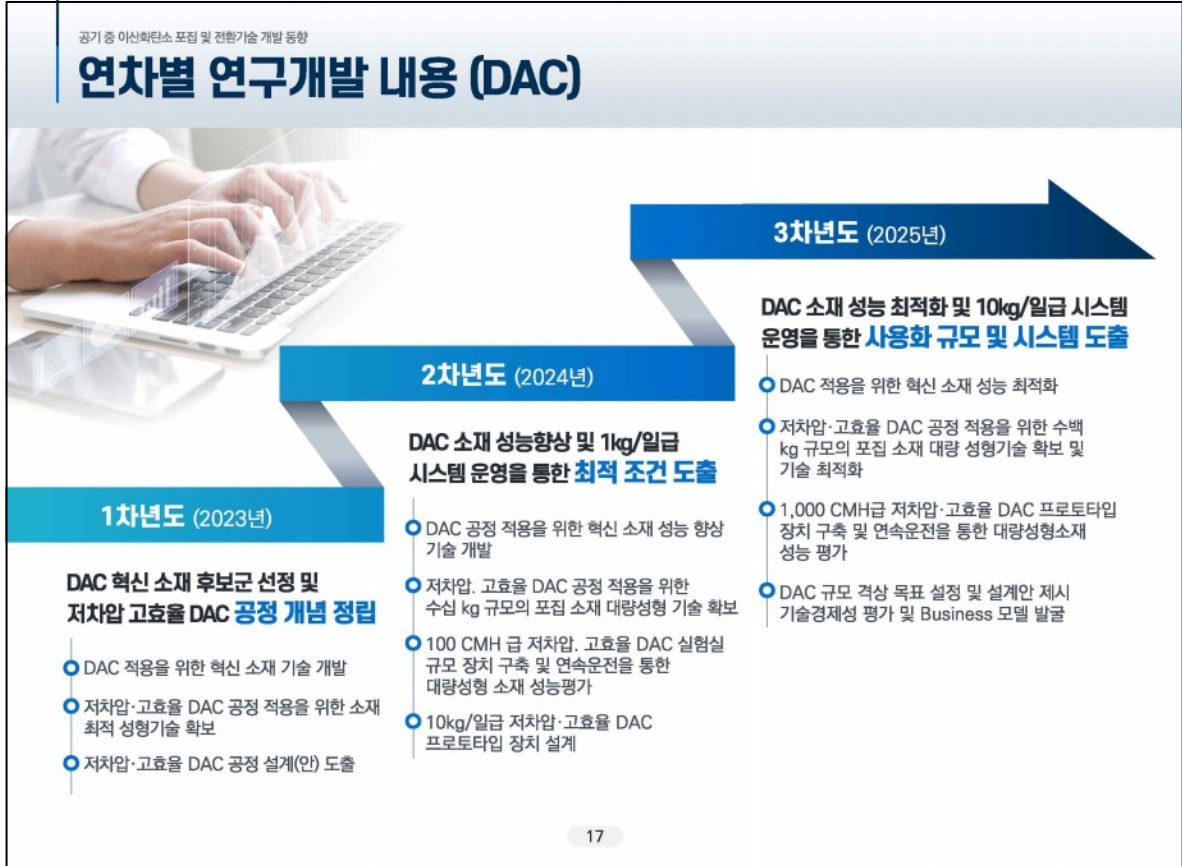 공기 중 이산화탄소 포집 및 전환기술 개발 동향
연차별 연구개발 내용 (DAC)
1차년도 (2023년)
DAC 혁신 소재 후보군 선정 및
저차압 고효율 DAC 공정 개념 정립
DAC 적용을 위한 혁신 소재 기술 개발
저차압·고효율 DAC 공정 적용을 위한 소재
최적 성형기술 확보
저차압·고효율 DAC 공정 설계(안) 도출
2차년도 (2024년)
DAC 소재 성능향상 및 1kg/일급
시스템 운영을 통한 최적 조건 도출
DAC 공정 적용을 위한 혁신 소재 성능 향상
기술 개발
저차압. 고효율 DAC 공정 적용을 위한
수십 kg 규모의 포집 소재 대량성형 기술 확보
100 CMH 급 저차압. 고효율 DAC 실험실
규모 장치 구축 및 연속운전을 통한
대량성형 소재 성능평가
10kg/일급 저차압·고효율 DAC
프로토타입 장치 설계
3차년도 (2025년)
DAC 소재 성능 최적화 및 10kg/일급 시스템
운영을 통한 사용화 규모 및 시스템 도출
DAC 적용을 위한 혁신 소재 성능 최적화
저차압·고효율 DAC 공정 적용을 위한 수백
kg 규모의 포집 소재 대량 성형기술 확보 및
기술 최적화
1,000 CMH급 저차압·고효율 DAC 프로토타입
장치 구축 및 연속운전을 통한 대량성형소재
성능 평가
DAC 규모 격상 목표 설정 및 설계안 제시
기술경제성 평가 및 Business 모델 발굴
17